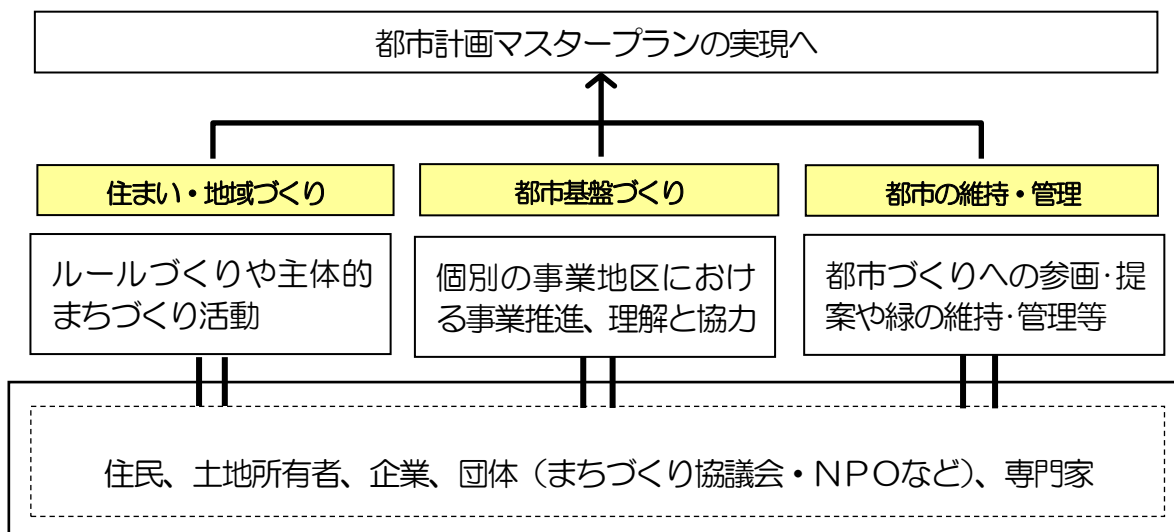 都市計画マスタープランの実現へ
住まい・地域づくり
都市基盤づくり
都市の維持・管理
ルールづくりや主体的
まちづくり活動
個別の事業地区におけ
る事業推進、理解と協力
都市づくりへの参画・提
案や緑の維持・管理等
住民、土地所有者、企業、団体（まちづくり協議会・ＮＰＯなど）、専門家